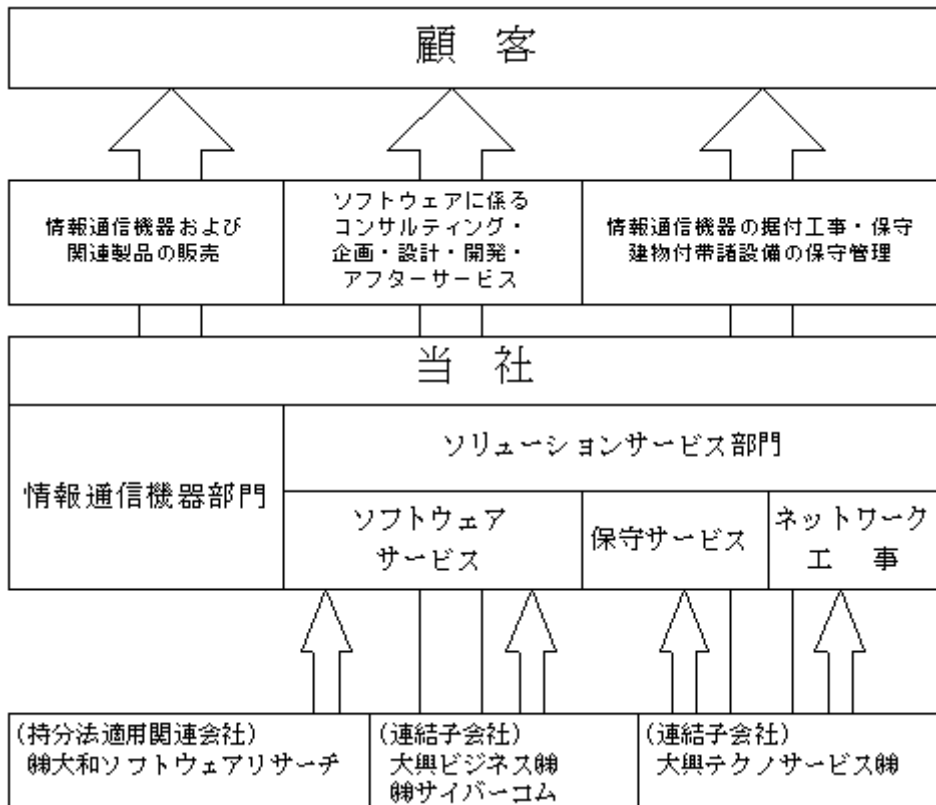 顧 客
情報通信機器および
関連製品の販売
ソフトウェアに係る
コンサルティング・
企画・設計・開発・
アフターサービス
情報通信機器の据付工事・保守
建物付帯諸設備の保守管理
当 社
情報通信機器部門
ソリューションサービス部門
ソフトウェア
サービス
保守サービス
ネットワーク
工 事
(持分法適用関連会社)
㈱大和ソフトウェアリサーチ
(連結子会社)
大興ビジネス㈱
㈱サイバーコム
(連結子会社)
大興テクノサービス㈱